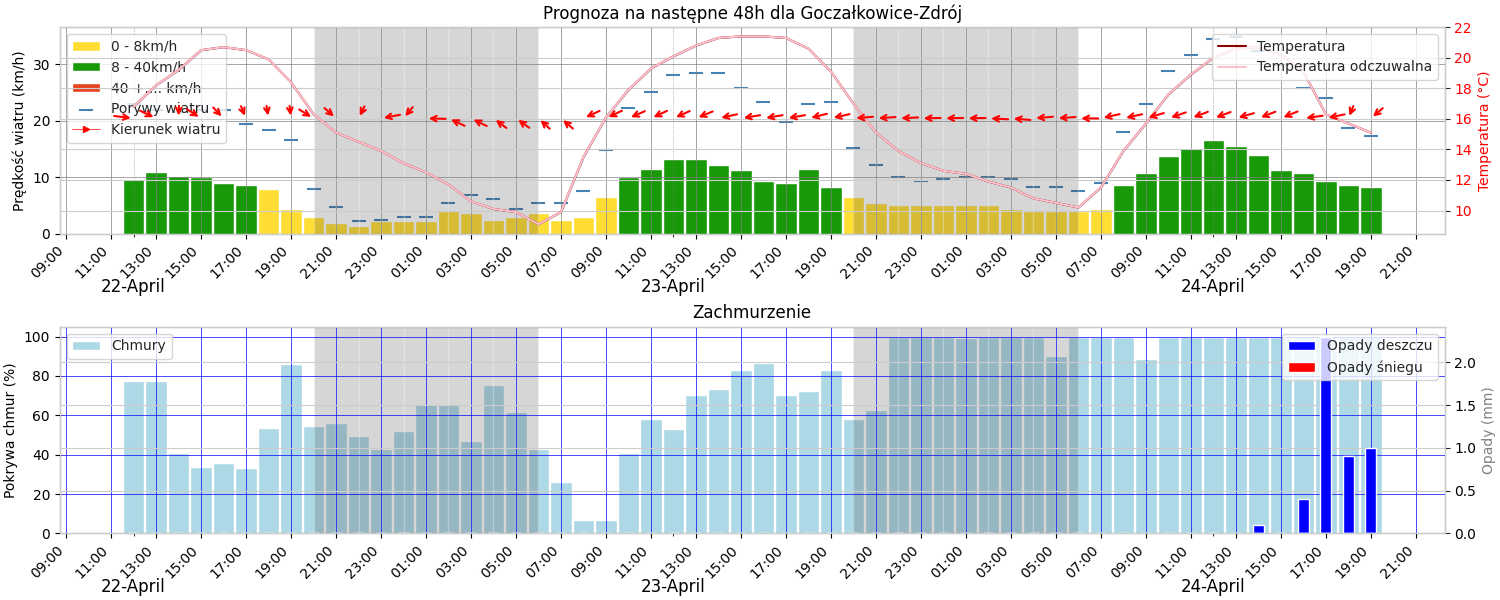 Prognoza na następne 48h dla Goczałkowice-Zdrój
Prędkość wiatru (km/h)
30
20
10
0
0 - 8km/h
8 - 40km/h
40 + ... km/h
Porywy wiatru
Kierunek wiatru
Temperatura
Temperatura odczuwalna
22
20
18
16
14
12
10
Temperatura (°C)
09:00 11:00 13:00 15:00 17:00 19:00 21:00 23:00 01:00 03:00 05:00 07:00 09:00 11:00 13:00 15:00 17:00 19:00 21:00 23:00 01:00 03:00 05:00 07:00 09:00 11:00 13:00 15:00 17:00 19:00 21:00
22-April 23-April 24-April
Zachmurzenie
Pokrywa chmur (%)
100
80
60
40
20
0
Chmury
Opady deszczu
Opady śniegu
2.0
1.5
1.0
0.5
0.0
Opady (mm)
09:00 11:00 13:00 15:00 17:00 19:00 21:00 23:00 01:00 03:00 05:00 07:00 09:00 11:00 13:00 15:00 17:00 19:00 21:00 23:00 01:00 03:00 05:00 07:00 09:00 11:00 13:00 15:00 17:00 19:00 21:00
22-April 23-April 24-April